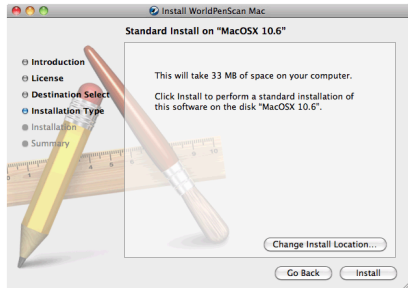 Install WorldPenScan Mac
Standard Install on "MacOSX 10.6"
Introduction
License
Destination Select
Installation Type
Installation
Summary
This will take 33 MB of space on your computer.
Click Install to perform a standard installation of
this software on the disk "MacOSX 10.6".
Change Install Location...
Go Back
Install